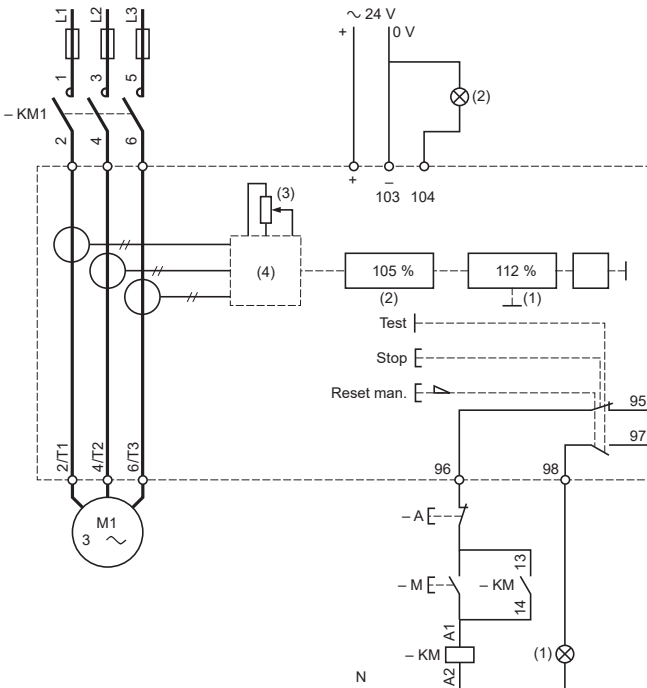 L1 L2 L3
∼ 24 V
+ 0 V
1 3 5
(2)
– KM1
2 4 6
+ –
103 104
(3)
(4)
105 % 112 %
(2) (1)
Test
Stop
Reset man.
95
97
2/T1 4/T2 6/T3
96 98
M1
3 ∼
– A
13
– M – KM
14
A1
– KM (1)
A2
N